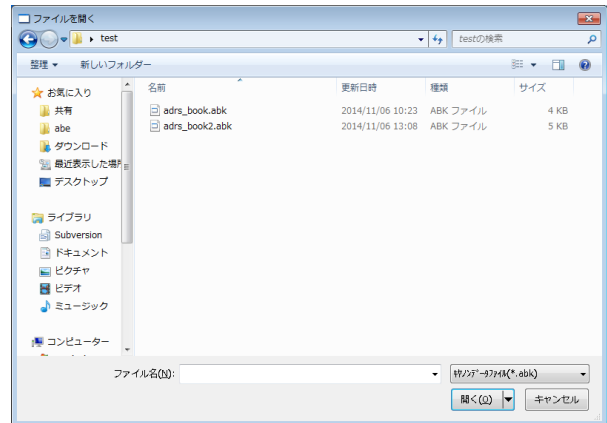 ファイルを開く
test
testの検索
整理 新しいフォルダー
名前 更新日時 種類 サイズ
お気に入り
共有
abe
ダウンロード
最近表示した場所
デスクトップ
ライブラリ
Subversion
ドキュメント
ピクチャ
ビデオ
ミュージック
コンピューター
adrs_book.abk 2014/11/06 10:23 ABK ファイル 4 KB
adrs_book2.abk 2014/11/06 13:08 ABK ファイル 5 KB
ファイル名(N):
ｷﾔﾉﾝﾃﾞｰﾀﾌｧｲﾙ(*.abk)
開く(O)
キャンセル